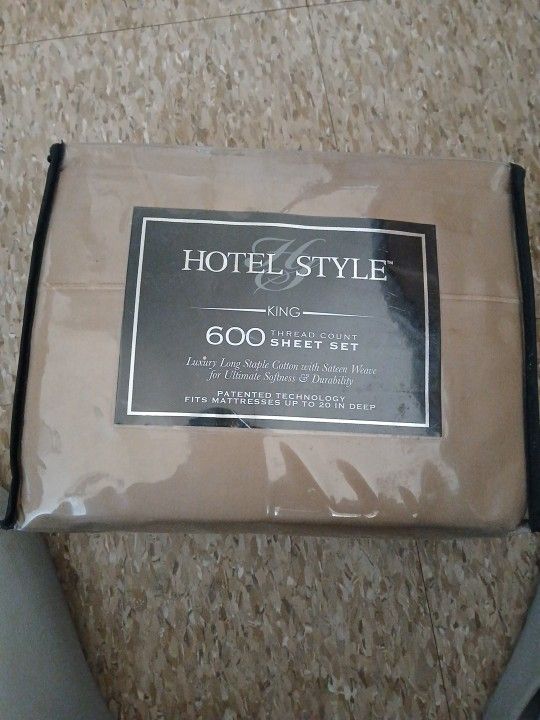 HS
HOTEL STYLE™
KING
600 THREAD COUNT
SHEET SET
Luxury Long Staple Cotton with Sateen Weave
for Ultimate Softness & Durability
PATENTED TECHNOLOGY
FITS MATTRESSES UP TO 20 IN DEEP